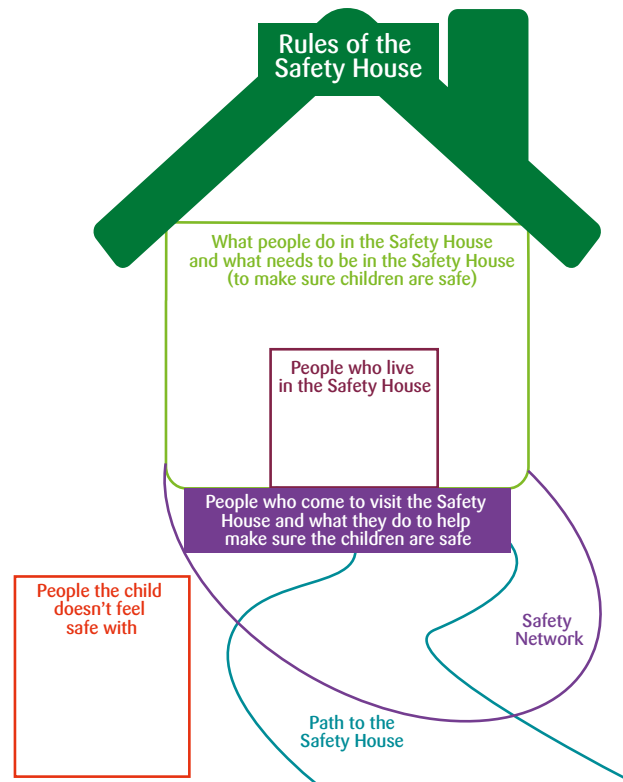 Rules of the
Safety House
What people do in the Safety House
and what needs to be in the Safety House
(to make sure children are safe)
People who live
in the Safety House
People who come to visit the Safety
House and what they do to help
make sure the children are safe
People the child
doesn't feel
safe with
Safety
Network
Path to the
Safety House